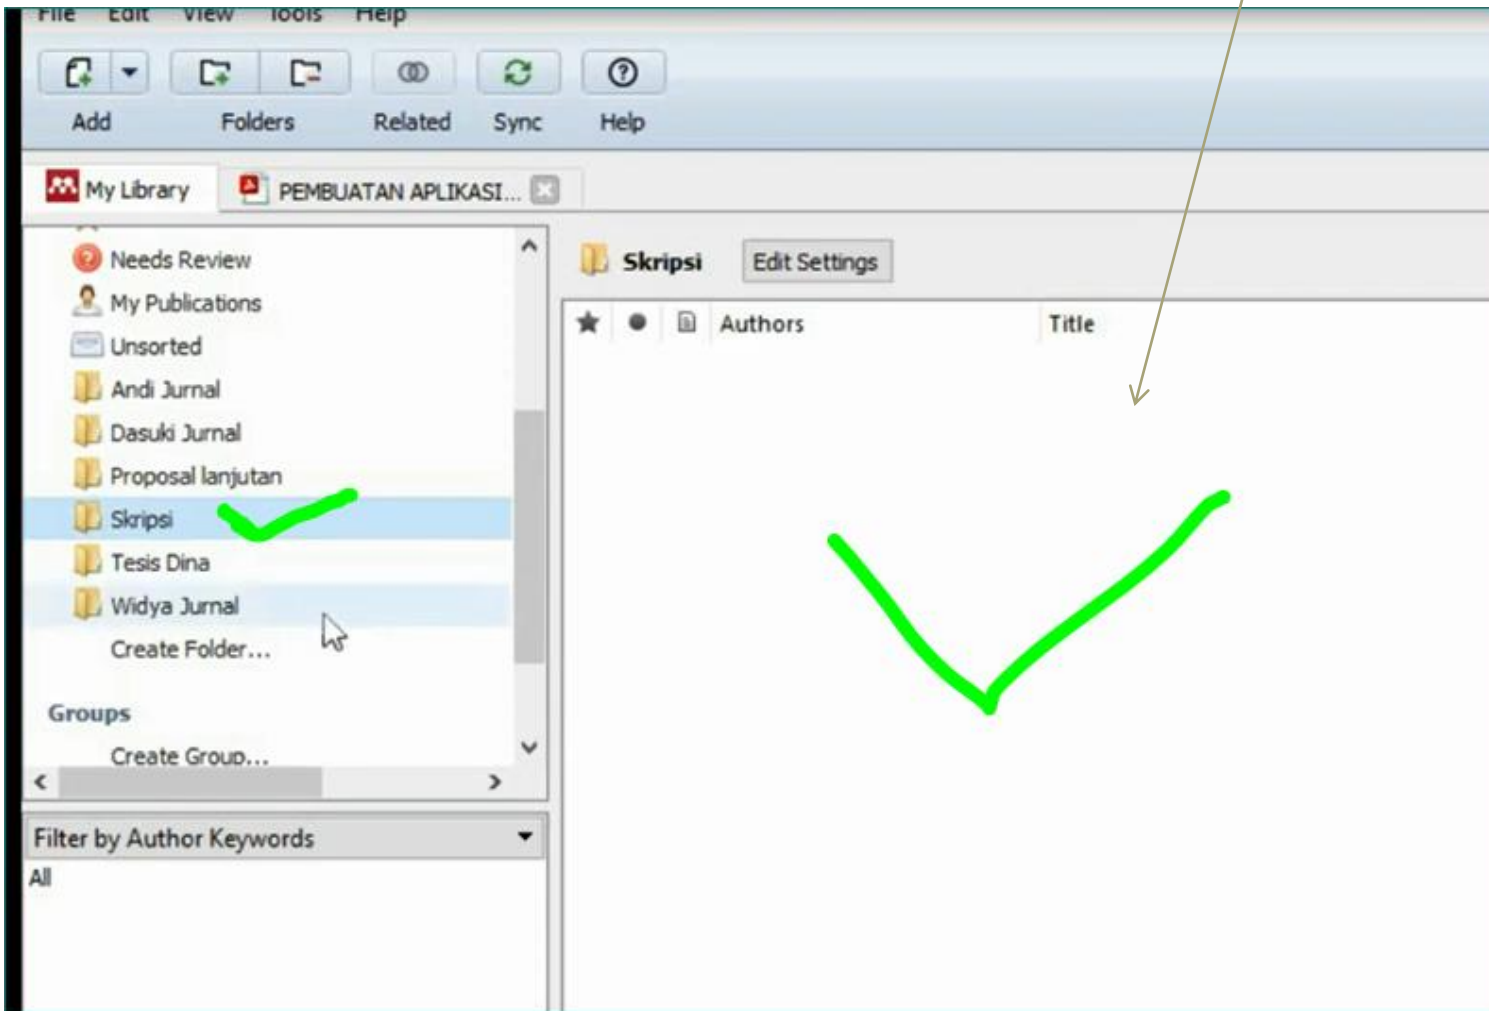 File Edit View Tools Help
Add Folders Related Sync Help
My Library PEMBUATAN APLIKASI...
Needs Review
My Publications
Unsorted
Andi Jurnal
Dasuki Jurnal
Proposal lanjutan
Skripsi
Tesis Dina
Widya Jurnal
Create Folder...
Groups
Create Group...
Filter by Author Keywords
All
Skripsi Edit Settings
Authors Title